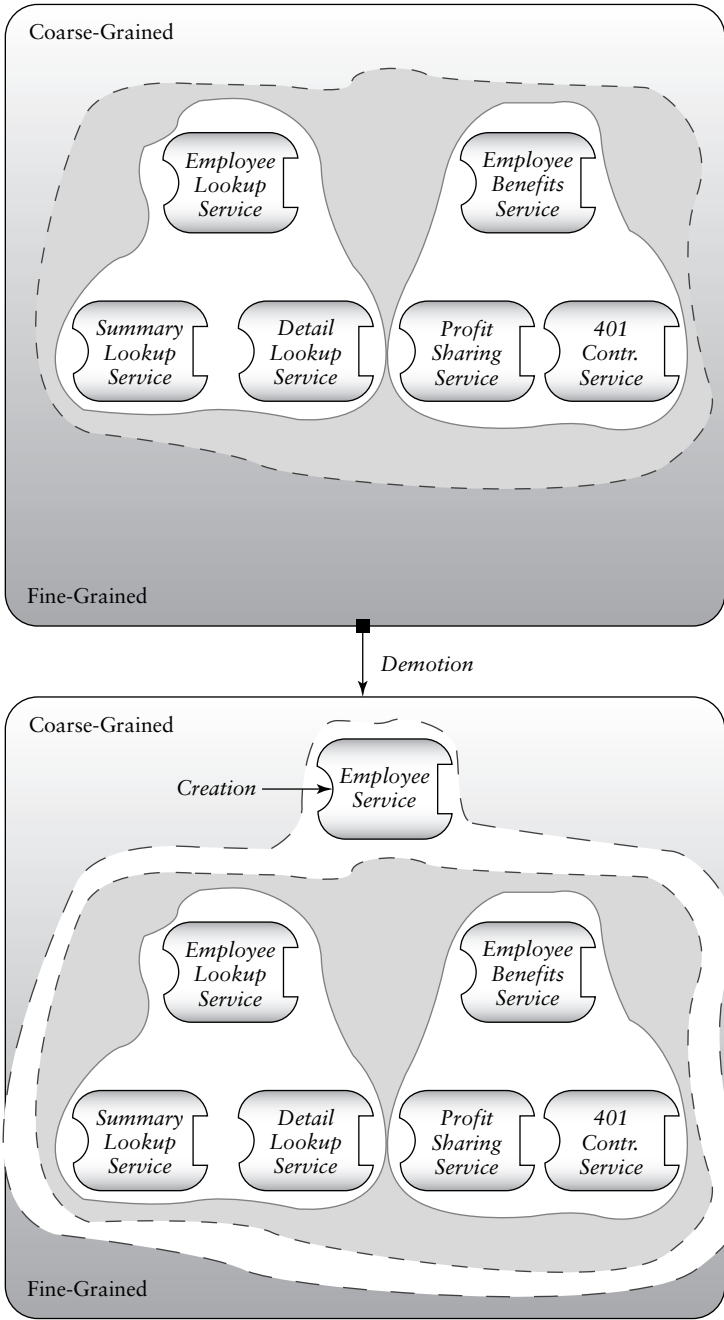 Coarse-Grained
Employee
Lookup
Service
Employee
Benefits
Service
Summary
Lookup
Service
Detail
Lookup
Service
Profit
Sharing
Service
401
Contr.
Service
Fine-Grained
Demotion
Coarse-Grained
Creation
Employee
Service
Employee
Lookup
Service
Employee
Benefits
Service
Summary
Lookup
Service
Detail
Lookup
Service
Profit
Sharing
Service
401
Contr.
Service
Fine-Grained